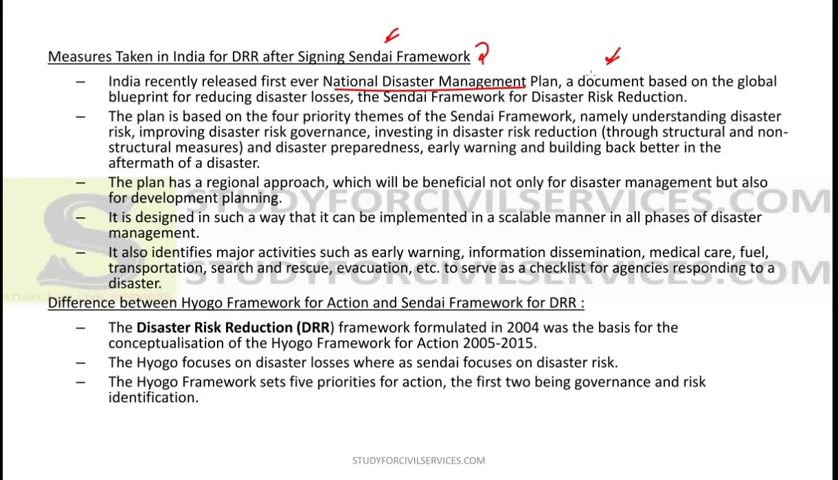 Measures Taken in India for DRR after Signing Sendai Framework
– India recently released first ever National Disaster Management Plan, a document based on the global
blueprint for reducing disaster losses, the Sendai Framework for Disaster Risk Reduction.
– The plan is based on the four priority themes of the Sendai Framework, namely understanding disaster
risk, improving disaster risk governance, investing in disaster risk reduction (through structural and non-
structural measures) and disaster preparedness, early warning and building back better in the
aftermath of a disaster.
– The plan has a regional approach, which will be beneficial not only for disaster management but also
for development planning.
STUDYFORCIVILSERVICES.COM
– It is designed in such a way that it can be implemented in a scalable manner in all phases of disaster
management.
– It also identifies major activities such as early warning, information dissemination, medical care, fuel,
transportation, search and rescue, evacuation, etc. to serve as a checklist for agencies responding to a
disaster.
STUDYFORCIVILSERVICES.COM
Difference between Hyogo Framework for Action and Sendai Framework for DRR :
– The Disaster Risk Reduction (DRR) framework formulated in 2004 was the basis for the
conceptualisation of the Hyogo Framework for Action 2005-2015.
– The Hyogo focuses on disaster losses where as sendai focuses on disaster risk.
– The Hyogo Framework sets five priorities for action, the first two being governance and risk
identification.
STUDYFORCIVILSERVICES.COM